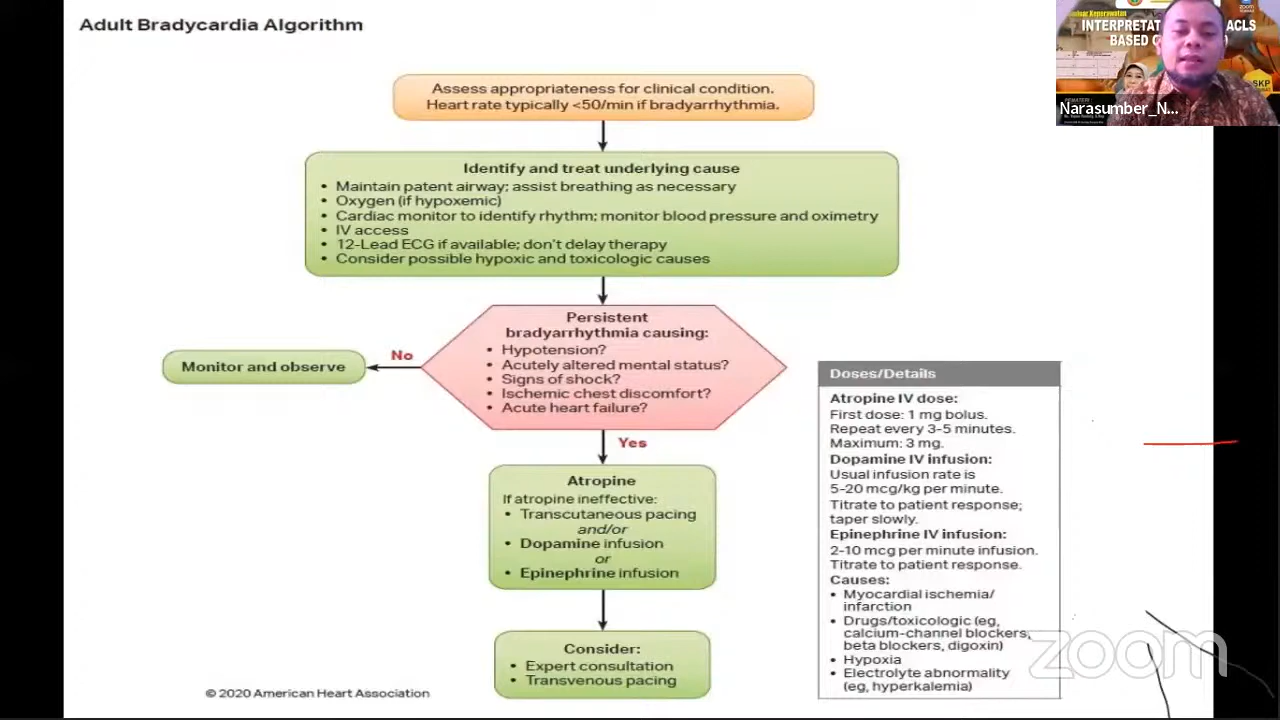 Adult Bradycardia Algorithm
Assess appropriateness for clinical condition.
Heart rate typically <50/min if bradyarrhythmia.
Identify and treat underlying cause
• Maintain patent airway; assist breathing as necessary
• Oxygen (if hypoxemic)
• Cardiac monitor to identify rhythm; monitor blood pressure and oximetry
• IV access
• 12-Lead ECG if available; don't delay therapy
• Consider possible hypoxic and toxicologic causes
Persistent
bradyarrhythmia causing:
• Hypotension?
• Acutely altered mental status?
• Signs of shock?
• Ischemic chest discomfort?
• Acute heart failure?
No
Monitor and observe
Yes
Atropine
If atropine ineffective:
• Transcutaneous pacing
and/or
• Dopamine infusion
or
• Epinephrine infusion
Consider:
• Expert consultation
• Transvenous pacing
Doses/Details
Atropine IV dose:
First dose: 1 mg bolus.
Repeat every 3-5 minutes.
Maximum: 3 mg.
Dopamine IV infusion:
Usual infusion rate is
5-20 mcg/kg per minute.
Titrate to patient response;
taper slowly.
Epinephrine IV infusion:
2-10 mcg per minute infusion.
Titrate to patient response.
Causes:
• Myocardial ischemia/
infarction
• Drugs/toxicologic (eg,
calcium-channel blockers,
beta blockers, digoxin)
• Hypoxia
• Electrolyte abnormality
(eg, hyperkalemia)
© 2020 American Heart Association
zoom
Keperawatan
INTERPRETAT ACLS
BASED
SKP
zoom
Narasumber_N...